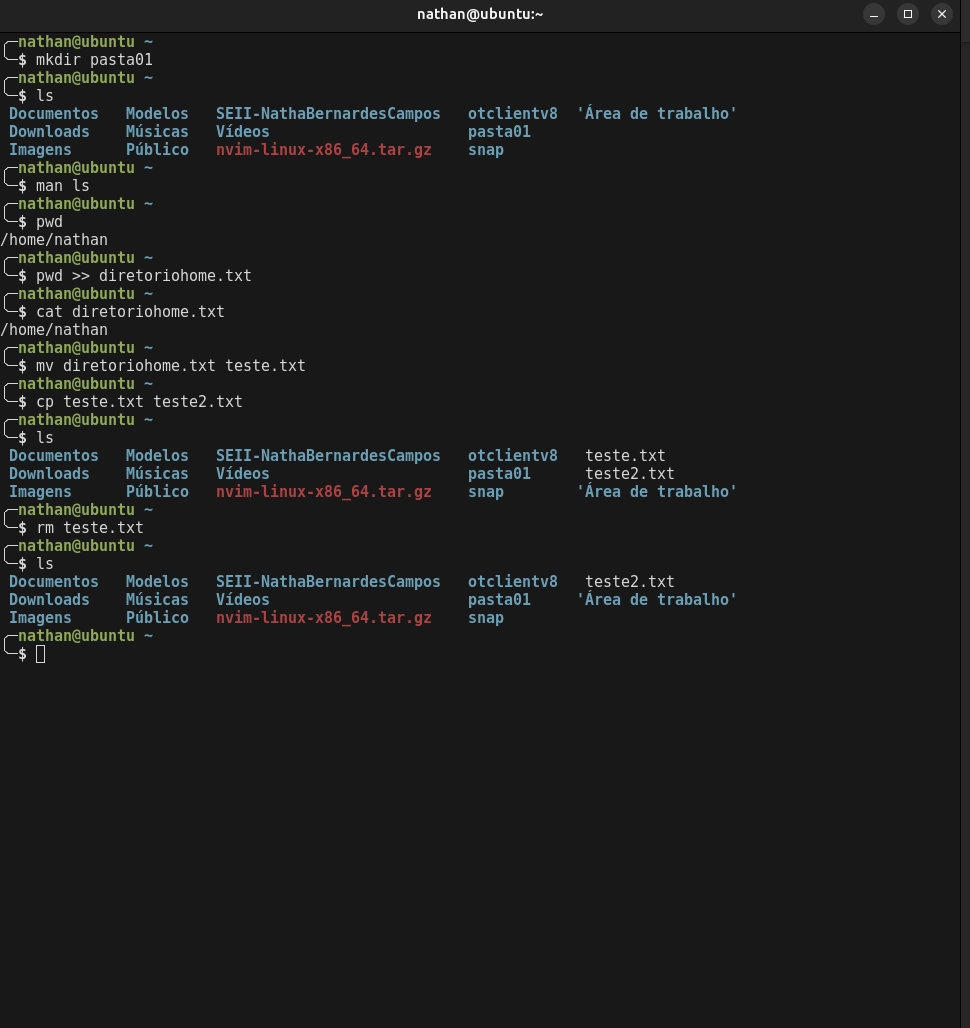 nathan@ubuntu:~
nathan@ubuntu ~
$ mkdir pasta01
nathan@ubuntu ~
$ ls
Documentos Modelos SEII-NathaBernardesCampos otclientv8 'Área de trabalho'
Downloads Músicas Vídeos pasta01
Imagens Público nvim-linux-x86_64.tar.gz snap
nathan@ubuntu ~
$ man ls
nathan@ubuntu ~
$ pwd
/home/nathan
nathan@ubuntu ~
$ pwd >> diretoriohome.txt
nathan@ubuntu ~
$ cat diretoriohome.txt
/home/nathan
nathan@ubuntu ~
$ mv diretoriohome.txt teste.txt
nathan@ubuntu ~
$ cp teste.txt teste2.txt
nathan@ubuntu ~
$ ls
Documentos Modelos SEII-NathaBernardesCampos otclientv8 teste.txt
Downloads Músicas Vídeos pasta01 teste2.txt
Imagens Público nvim-linux-x86_64.tar.gz snap 'Área de trabalho'
nathan@ubuntu ~
$ rm teste.txt
nathan@ubuntu ~
$ ls
Documentos Modelos SEII-NathaBernardesCampos otclientv8 teste2.txt
Downloads Músicas Vídeos pasta01 'Área de trabalho'
Imagens Público nvim-linux-x86_64.tar.gz snap
nathan@ubuntu ~
$